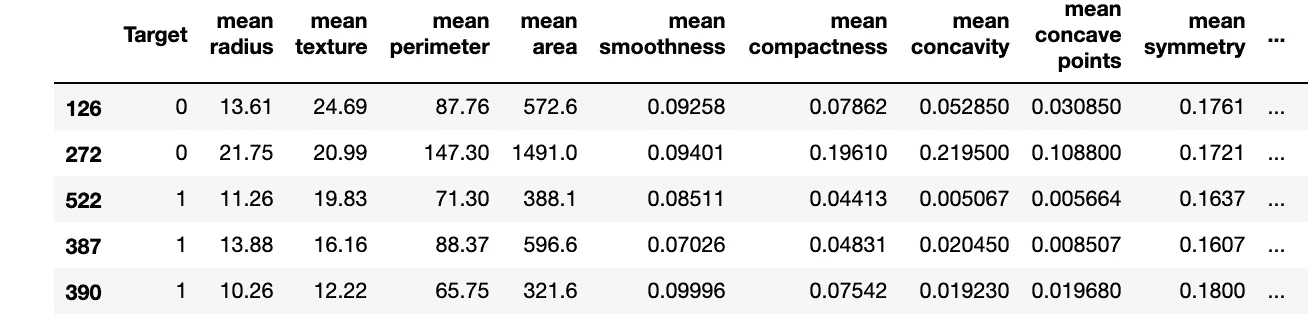 Target mean radius mean texture mean perimeter mean area mean smoothness mean compactness mean concavity mean concave points mean symmetry ...
126 0 13.61 24.69 87.76 572.6 0.09258 0.07862 0.052850 0.030850 0.1761 ...
272 0 21.75 20.99 147.30 1491.0 0.09401 0.19610 0.219500 0.108800 0.1721 ...
522 1 11.26 19.83 71.30 388.1 0.08511 0.04413 0.005067 0.005664 0.1637 ...
387 1 13.88 16.16 88.37 596.6 0.07026 0.04831 0.020450 0.008507 0.1607 ...
390 1 10.26 12.22 65.75 321.6 0.09996 0.07542 0.019230 0.019680 0.1800 ...